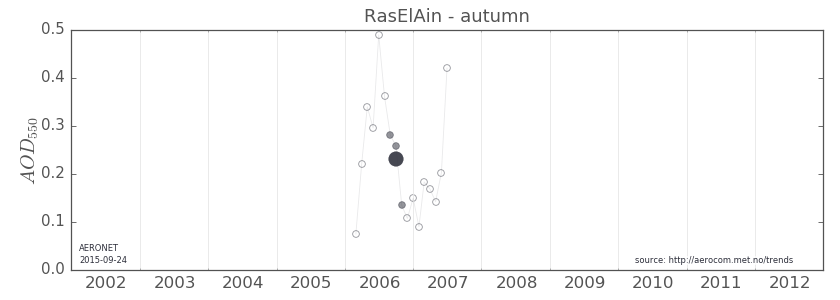 RasElAin - autumn
0.5
0.4
0.3
0.2
0.1
0.0
AOD550
AERONET
2015-09-24
source: http://aerocom.met.no/trends
2002 2003 2004 2005 2006 2007 2008 2009 2010 2011 2012